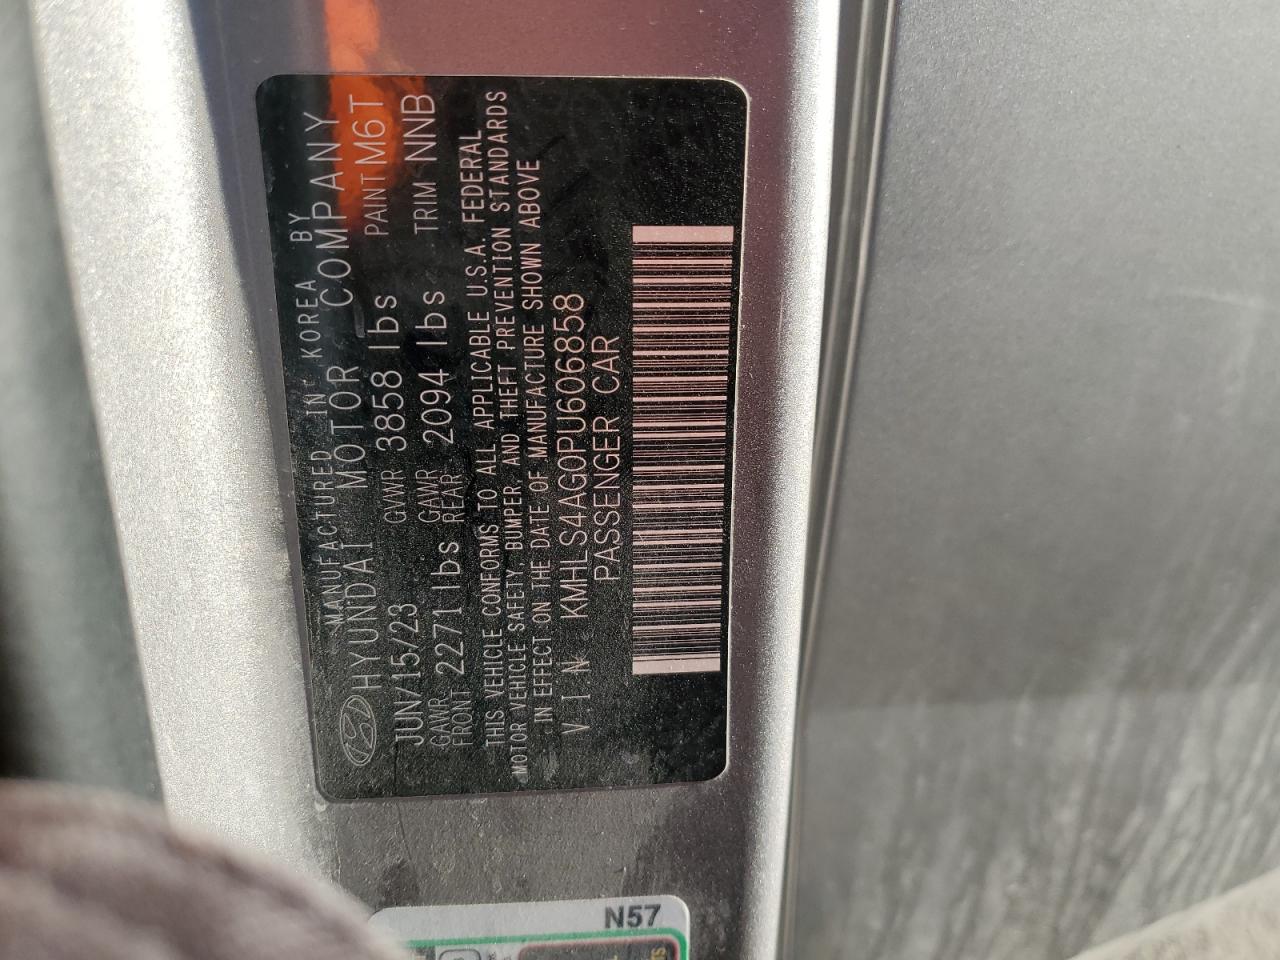 MANUFACTURED IN KOREA BY
HYUNDAI MOTOR COMPANY
JUN/15/23 GVWR 3858 lbs PAINT M6T
GAWR FRONT 2271 lbs GAWR REAR 2094 lbs TRIM NNB
THIS VEHICLE CONFORMS TO ALL APPLICABLE U.S.A. FEDERAL
MOTOR VEHICLE SAFETY, BUMPER, AND THEFT PREVENTION STANDARDS
IN EFFECT ON THE DATE OF MANUFACTURE SHOWN ABOVE
VIN KMHLS4AG0PU606858
PASSENGER CAR
N57